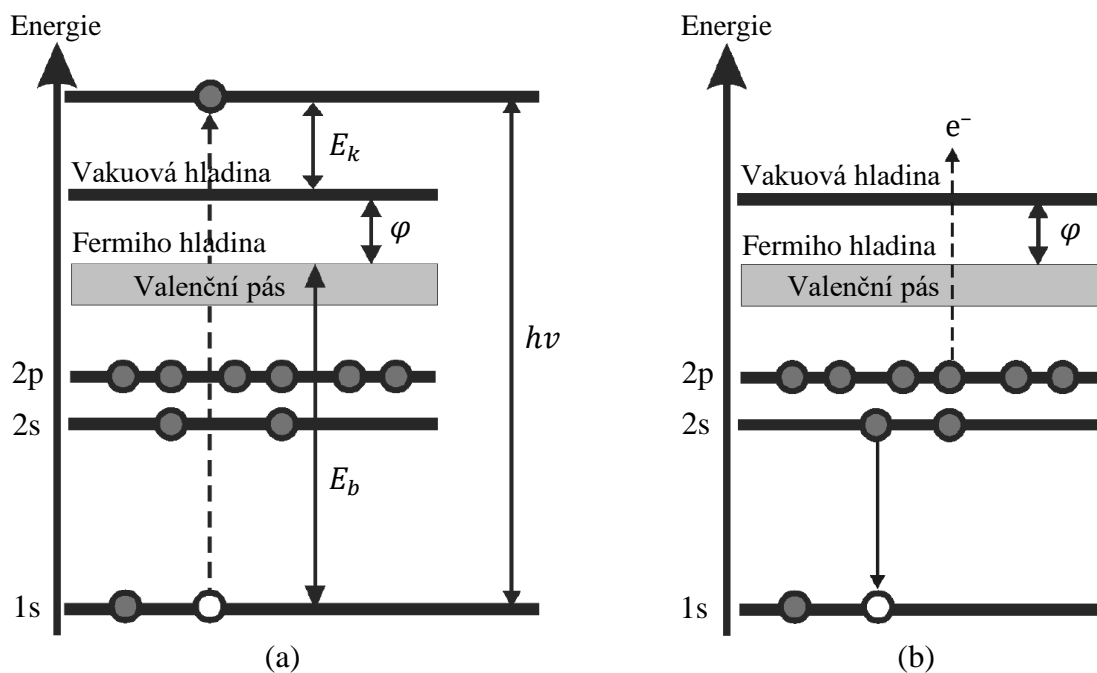 Energie
E_k
Vakuová hladina
φ
Fermiho hladina
Valenční pás
hν
2p
2s
E_b
1s
(a)
Energie
e⁻
Vakuová hladina
φ
Fermiho hladina
Valenční pás
2p
2s
1s
(b)